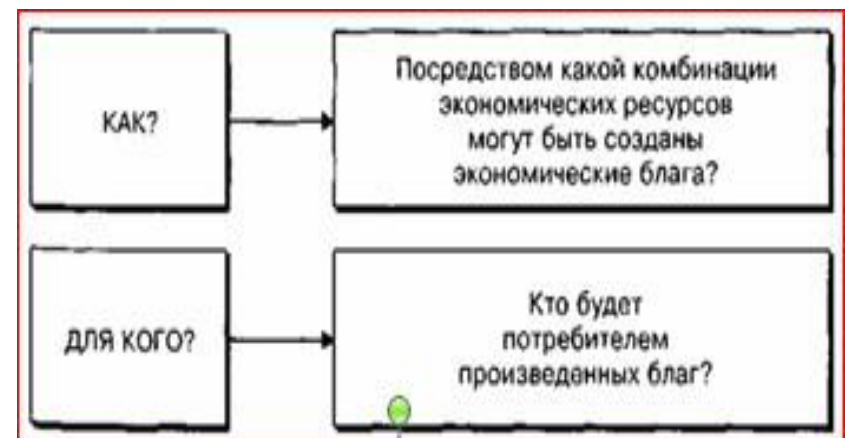 КАК?
Посредством какой комбинации
экономических ресурсов
могут быть созданы
экономические блага?
ДЛЯ КОГО?
Кто будет
потребителем
произведенных благ?